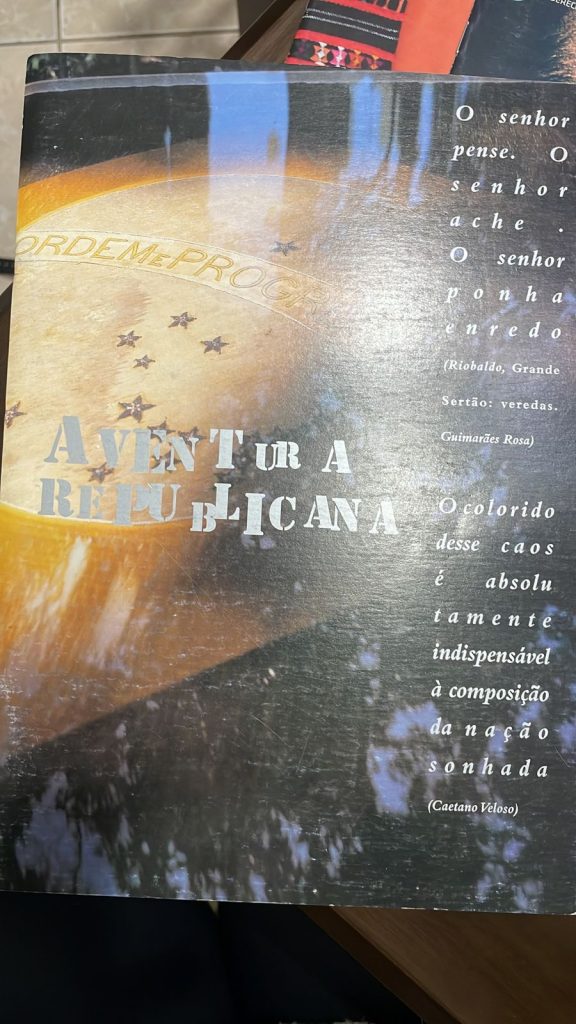 O senhor
pense. O
senhor
ache .
O senhor
ponha
enredo
(Riobaldo, Grande
Sertão: veredas.
Guimarães Rosa)
ORDEM E PROGR
AVENTURA
REPUBLICANA
O colorido
desse caos
é absolu
tamente
indispensável
à composição
da nação
sonhada
(Caetano Veloso)